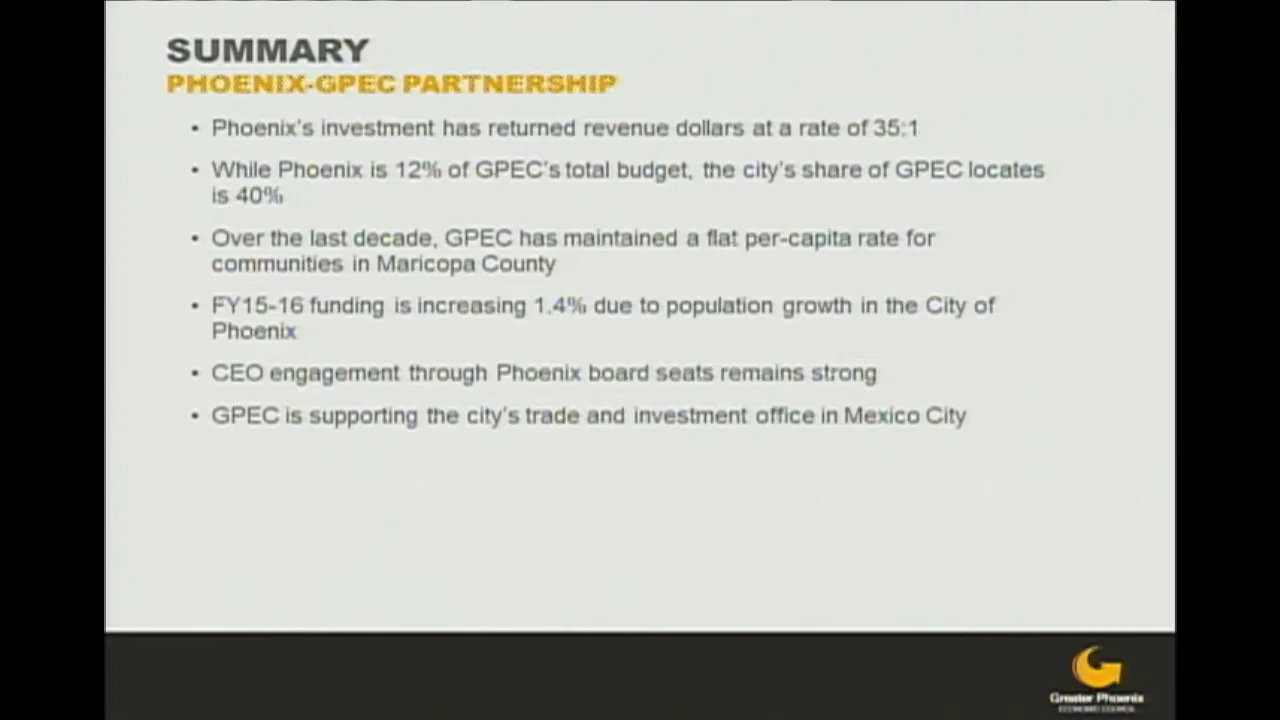 SUMMARY
PHOENIX-GPEC PARTNERSHIP
• Phoenix's investment has returned revenue dollars at a rate of 35:1
• While Phoenix is 12% of GPEC's total budget, the city's share of GPEC locates
is 40%
• Over the last decade, GPEC has maintained a flat per-capita rate for
communities in Maricopa County
• FY15-16 funding is increasing 1.4% due to population growth in the City of
Phoenix
• CEO engagement through Phoenix board seats remains strong
• GPEC is supporting the city's trade and investment office in Mexico City
Greater Phoenix
ECONOMIC COUNCIL